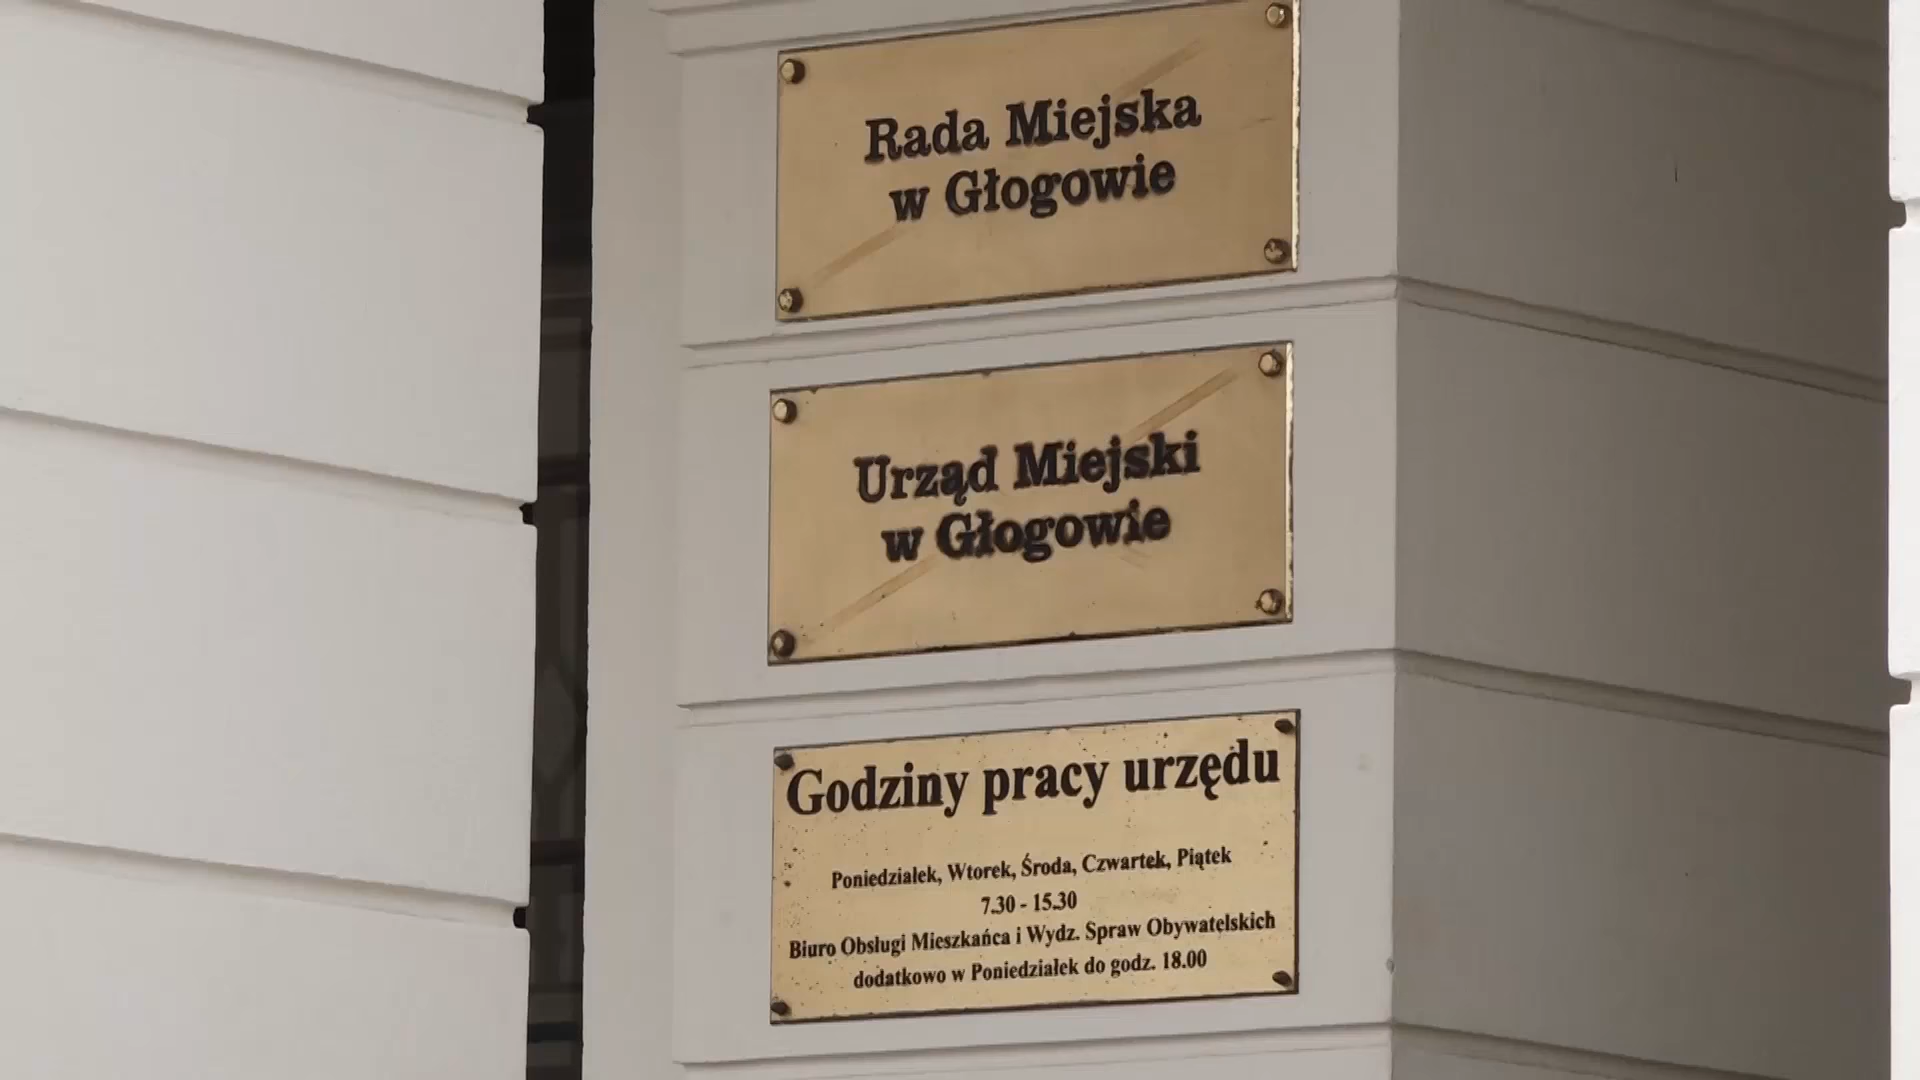 Rada Miejska
w Głogowie
Urząd Miejski
w Głogowie
Godziny pracy urzędu
Poniedziałek, Wtorek, Środa, Czwartek, Piątek
7.30 - 15.30
Biuro Obsługi Mieszkańca i Wydz. Spraw Obywatelskich
dodatkowo w Poniedziałek do godz. 18.00